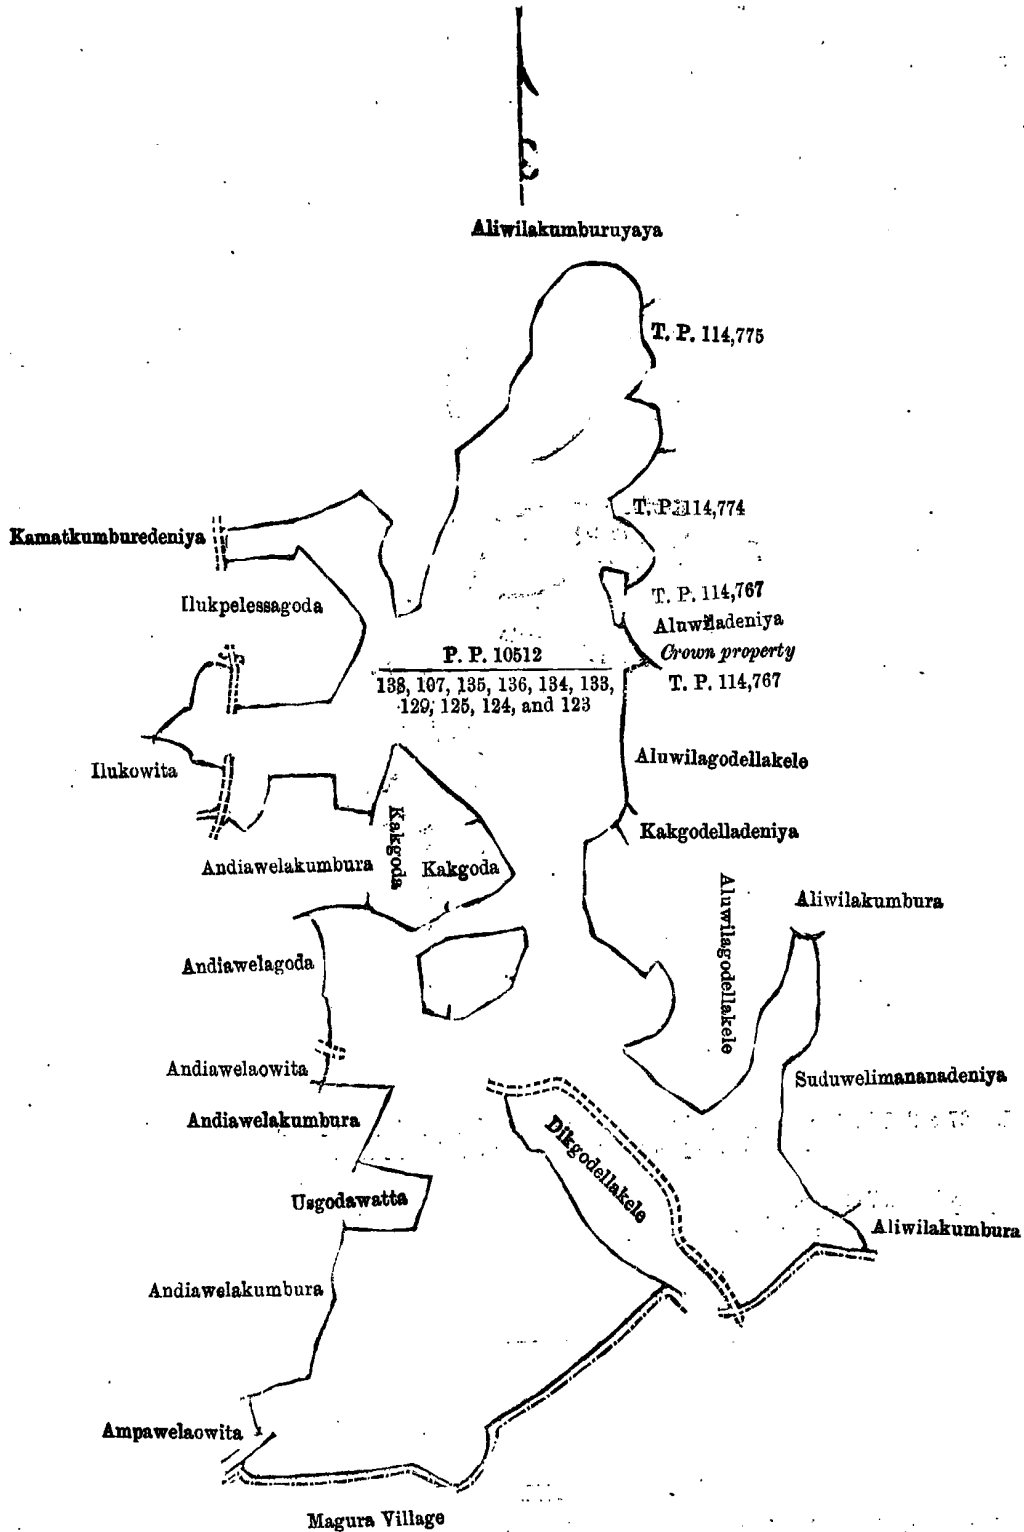 Aliwilakumburuyaya
T. P. 114,775
T. P. 114,774
Kamatkumburedeniya
T. P. 114,767
Ilukpelessagoda
Aluwiladeniya
Crown property
P. P. 10512
T. P. 114,767
138, 107, 135, 136, 134, 133,
129, 125, 124, and 123
Aluwilagodellakele
Ilukowita
Kakgodelladeniya
Kakgoda
Andiawelakumbura
Kakgoda
Aluwilagodellakele
Aliwilakumbura
Andiawelagoda
Andiawelaowita
Suduwelimananadeniya
Andiawelakumbura
Dikgodellakele
Usgodawatta
Aliwilakumbura
Andiawelakumbura
Ampawelaowita
Magura Village